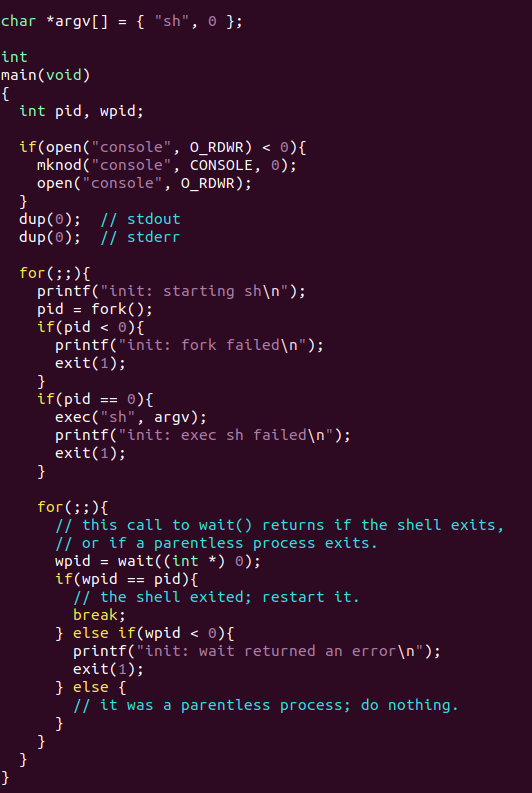 char *argv[] = { "sh", 0 };

int
main(void)
{
  int pid, wpid;

  if(open("console", O_RDWR) < 0){
    mknod("console", CONSOLE, 0);
    open("console", O_RDWR);
  }
  dup(0);  // stdout
  dup(0);  // stderr

  for(;;){
    printf("init: starting sh\n");
    pid = fork();
    if(pid < 0){
      printf("init: fork failed\n");
      exit(1);
    }
    if(pid == 0){
      exec("sh", argv);
      printf("init: exec sh failed\n");
      exit(1);
    }

    for(;;){
      // this call to wait() returns if the shell exits,
      // or if a parentless process exits.
      wpid = wait((int *) 0);
      if(wpid == pid){
        // the shell exited; restart it.
        break;
      } else if(wpid < 0){
        printf("init: wait returned an error\n");
        exit(1);
      } else {
        // it was a parentless process; do nothing.
      }
    }
  }
}